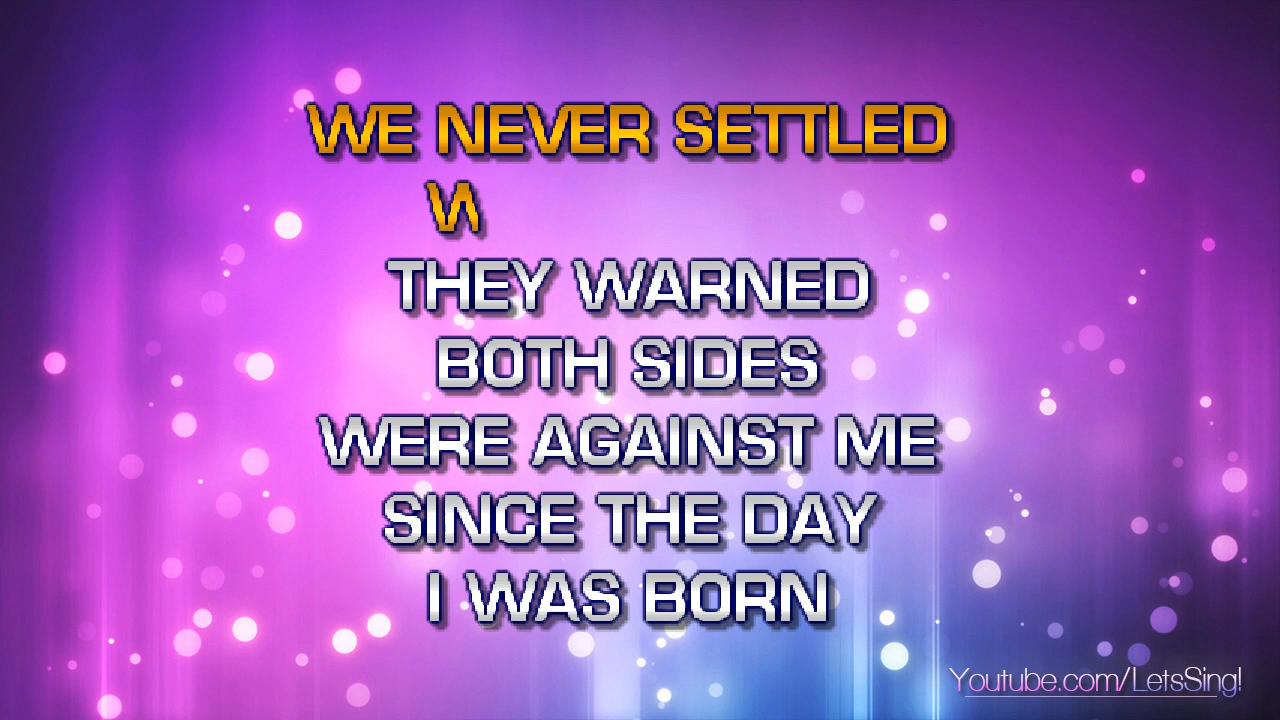 WE NEVER SETTLED
W
THEY WARNED
BOTH SIDES
WERE AGAINST ME
SINCE THE DAY
I WAS BORN
Youtube.com/LetsSing!